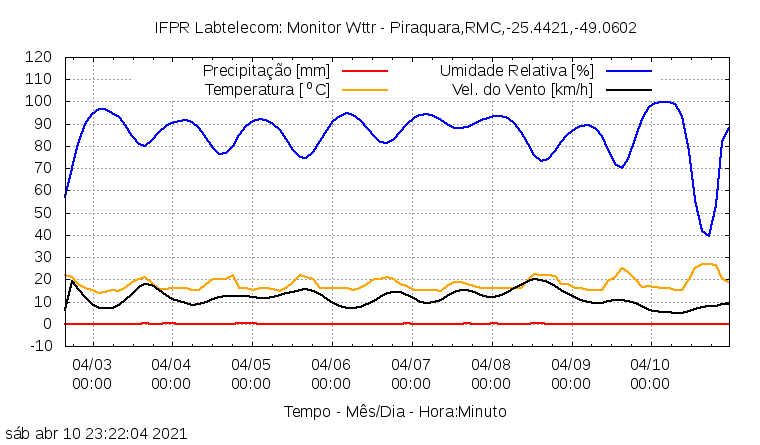 IFPR Labtelecom: Monitor Wttr - Piraquara,RMC,-25.4421,-49.0602
120
110
100
90
80
70
60
50
40
30
20
10
0
-10
Precipitação [mm]
Temperatura [⁰C]
Umidade Relativa [%]
Vel. do Vento [km/h]
04/03 04/04 04/05 04/06 04/07 04/08 04/09 04/10
00:00 00:00 00:00 00:00 00:00 00:00 00:00 00:00
Tempo - Mês/Dia - Hora:Minuto
sáb abr 10 23:22:04 2021